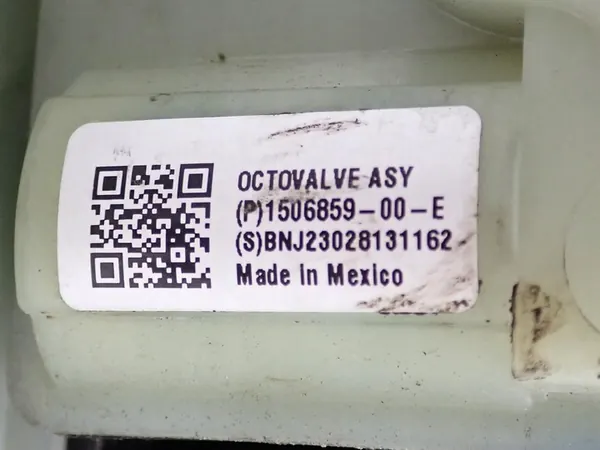 OCTOVALVE ASY
(P)1506859-00-E
(S)BNJ23028131162
Made in Mexico